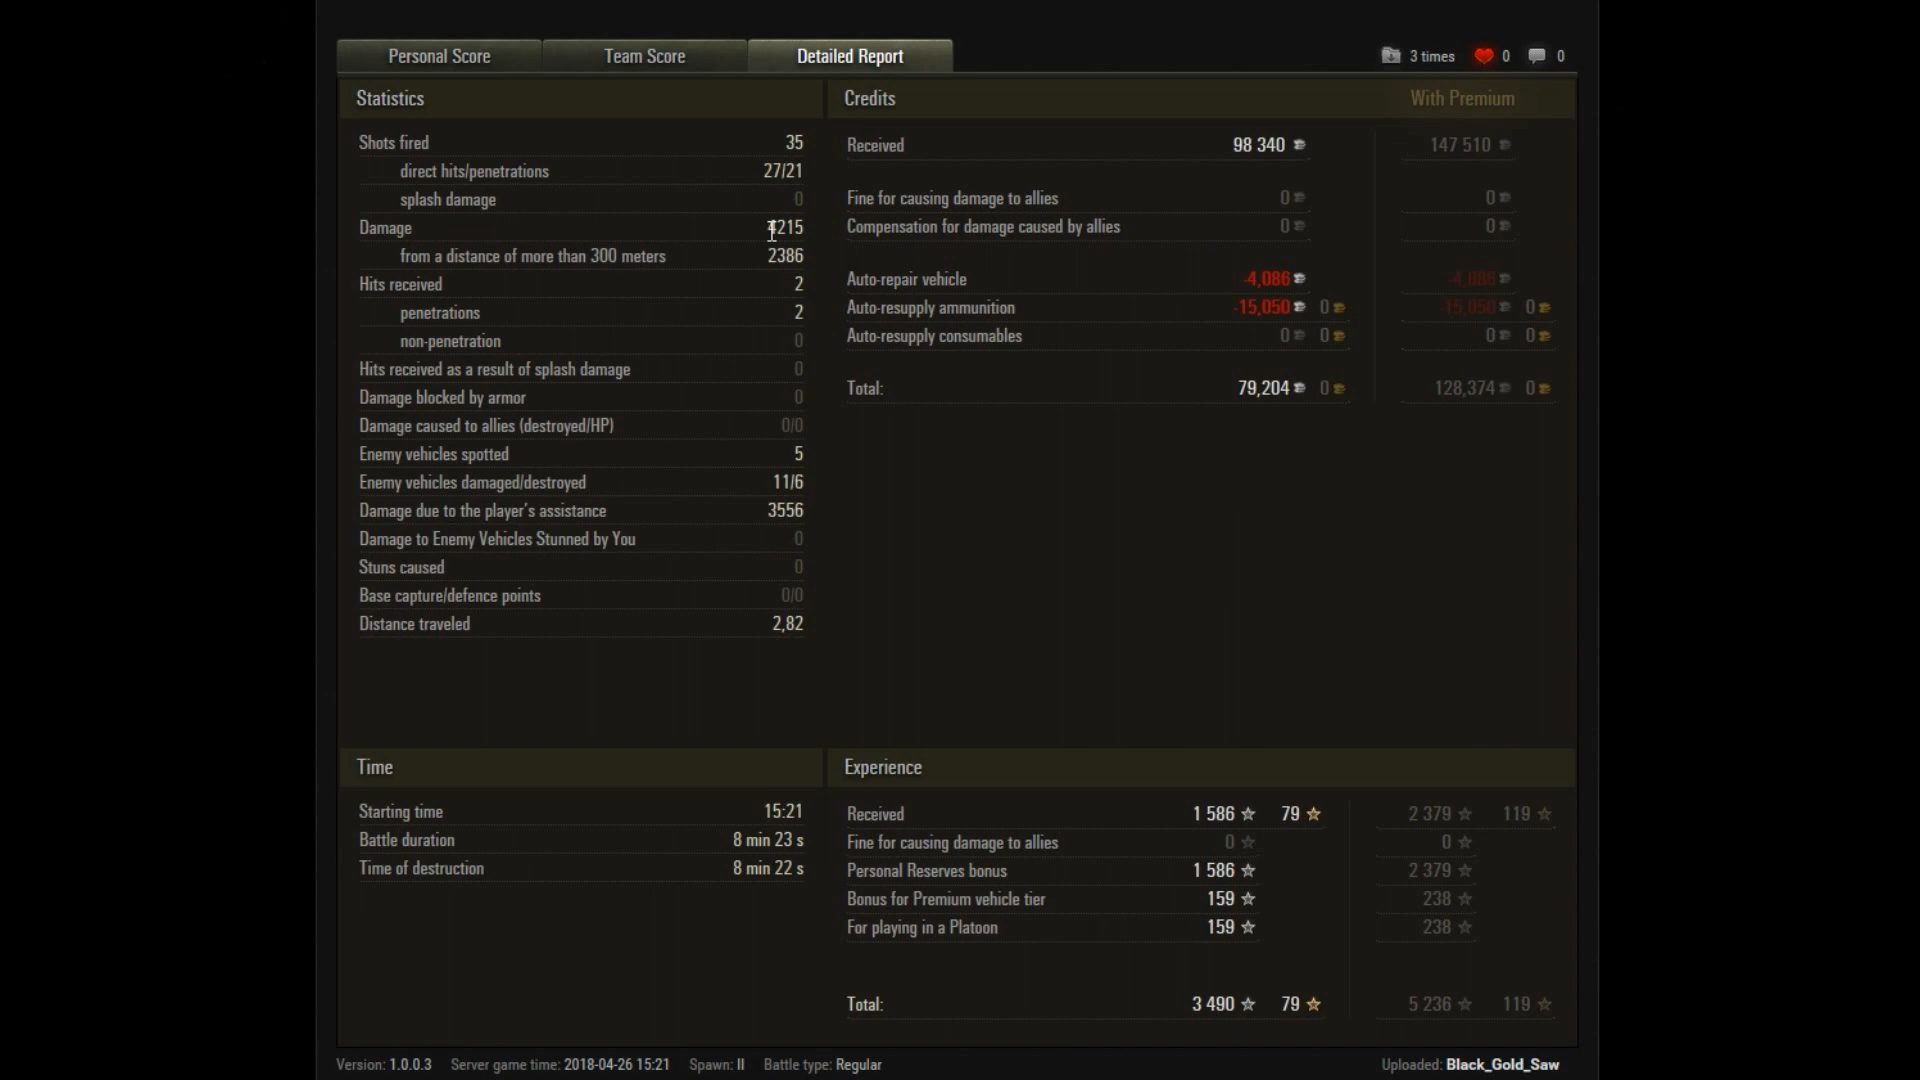 Personal Score Team Score Detailed Report 3 times 0 0
Statistics
Shots fired 35
direct hits/penetrations 27/21
splash damage 0
Damage 4215
from a distance of more than 300 meters 2386
Hits received 2
penetrations 2
non-penetration 0
Hits received as a result of splash damage 0
Damage blocked by armor 0
Damage caused to allies (destroyed/HP) 0/0
Enemy vehicles spotted 5
Enemy vehicles damaged/destroyed 11/6
Damage due to the player's assistance 3556
Damage to Enemy Vehicles Stunned by You 0
Stuns caused 0
Base capture/defence points 0/0
Distance traveled 2,82
Credits With Premium
Received 98 340 147 510
Fine for causing damage to allies 0 0
Compensation for damage caused by allies 0 0
Auto-repair vehicle -4,086 -4,086
Auto-resupply ammunition -15,050 0 -15,050 0
Auto-resupply consumables 0 0 0 0
Total: 79,204 0 128,374 0
Time
Starting time 15:21
Battle duration 8 min 23 s
Time of destruction 8 min 22 s
Experience
Received 1 586 79 2 379 119
Fine for causing damage to allies 0 0
Personal Reserves bonus 1 586 2 379
Bonus for Premium vehicle tier 159 238
For playing in a Platoon 159 238
Total: 3 490 79 5 236 119
Version: 1.0.0.3 Server game time: 2018-04-26 15:21 Spawn: II Battle type: Regular Uploaded: Black_Gold_Saw